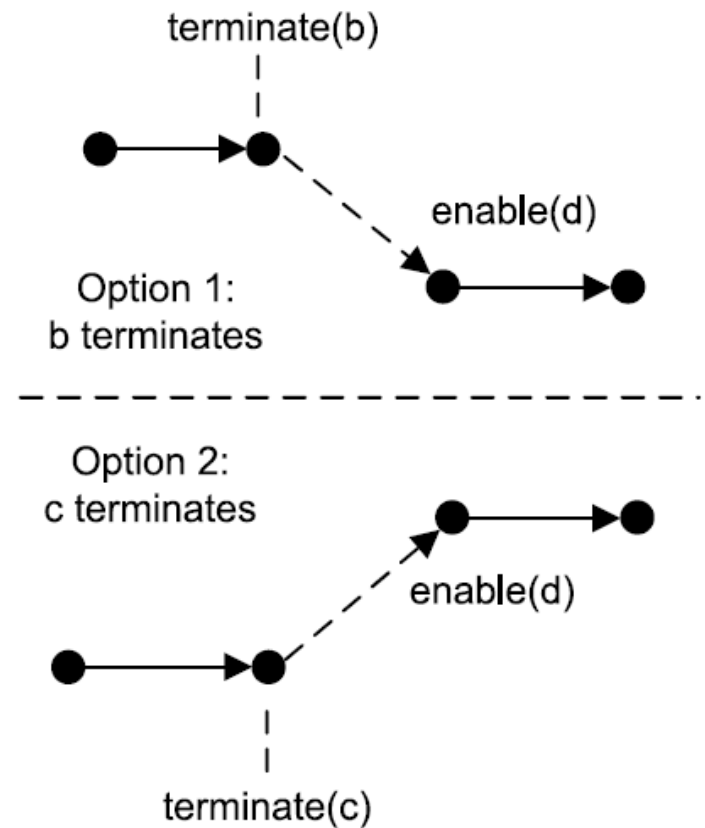 terminate(b)
enable(d)
Option 1:
b terminates
Option 2:
c terminates
enable(d)
terminate(c)